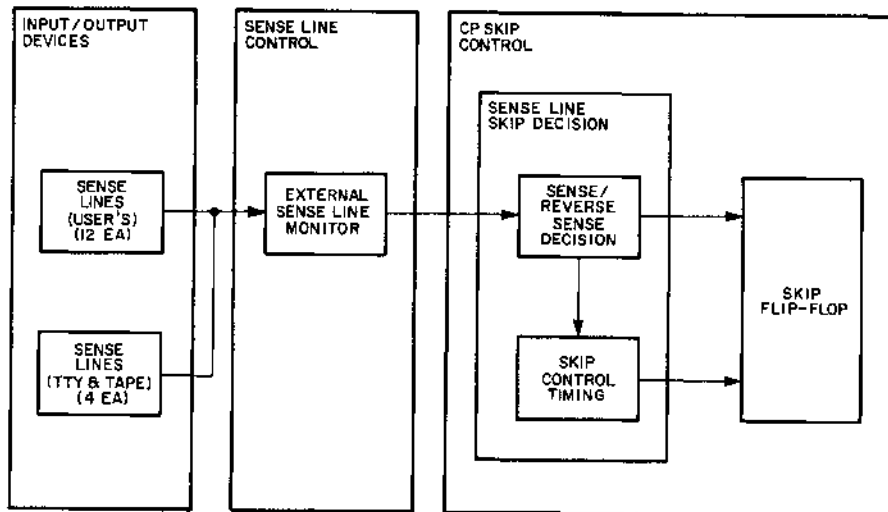 INPUT/OUTPUT
DEVICES
SENSE
LINES
(USER'S)
(12 EA)
SENSE
LINES
(TTY & TAPE)
(4 EA)
SENSE LINE
CONTROL
EXTERNAL
SENSE LINE
MONITOR
CP SKIP
CONTROL
SENSE LINE
SKIP DECISION
SENSE/
REVERSE
SENSE
DECISION
SKIP
CONTROL
TIMING
SKIP
FLIP-FLOP